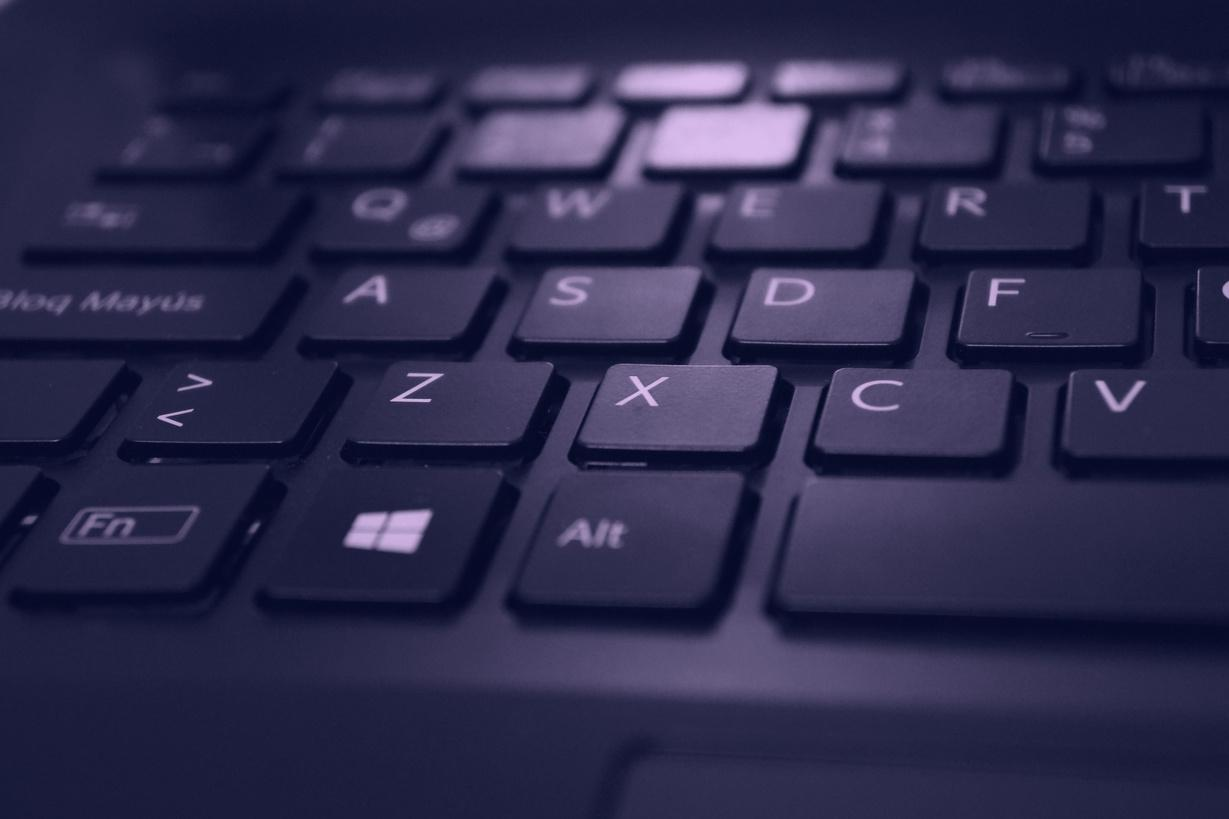 Q @ W E R T
Bloq Mayús A S D F
> Z X C V
<
Fn Alt